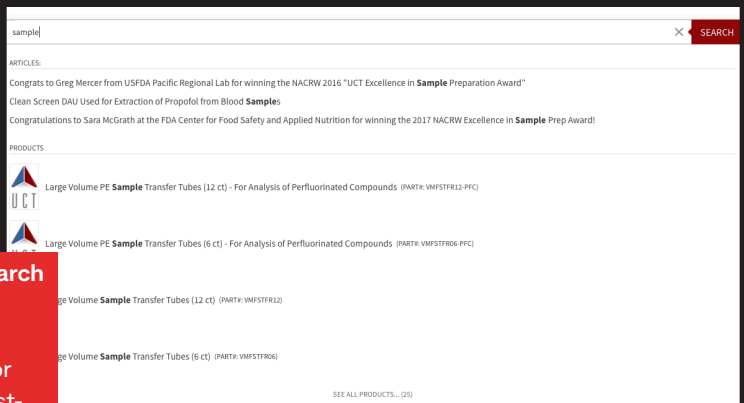 sample
SEARCH
ARTICLES:
Congrats to Greg Mercer from USFDA Pacific Regional Lab for winning the NACRW 2016 "UCT Excellence in Sample Preparation Award"
Clean Screen DAU Used for Extraction of Propofol from Blood Samples
Congratulations to Sara McGrath at the FDA Center for Food Safety and Applied Nutrition for winning the 2017 NACRW Excellence in Sample Prep Award!
PRODUCTS
UCT
Large Volume PE Sample Transfer Tubes (12 ct) - For Analysis of Perfluorinated Compounds (PART#: VMFSTFR12-PFC)
Large Volume PE Sample Transfer Tubes (6 ct) - For Analysis of Perfluorinated Compounds (PART#: VMFSTFR06-PFC)
arch
ge Volume Sample Transfer Tubes (12 ct) (PART#: VMFSTFR12)
or
ge Volume Sample Transfer Tubes (6 ct) (PART#: VMFSTFR06)
st-
SEE ALL PRODUCTS... (25)